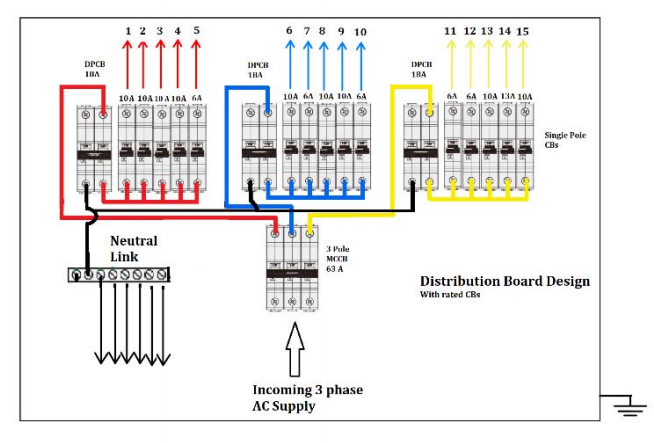 1 2 3 4 5
6 7 8 9 10
11 12 13 14 15
DPCB
18A
DPCB
18A
DPCB
18A
10A 10A 10A 10A 6A
10A 6A 10A 10A 6A
6A 6A 10A 13A 10A
Single Pole
CBs
Neutral
Link
3 Pole
MCCB
63 A
Distribution Board Design
With rated CBs
Incoming 3 phase
AC Supply